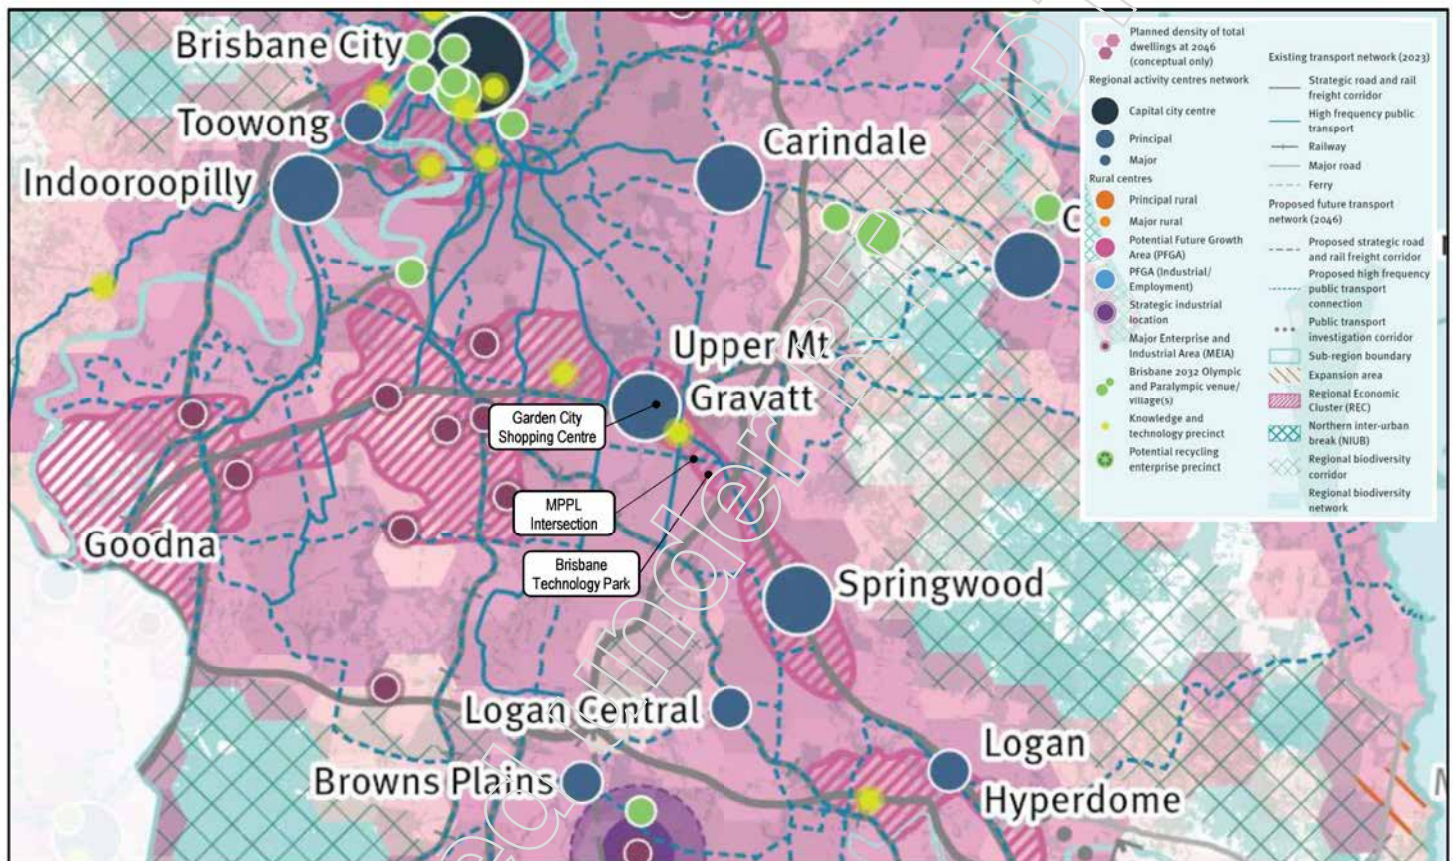 Brisbane City
Toowong
Indooroopilly
Carindale
C
Upper Mt
Gravatt
Garden City
Shopping Centre
MPPL
Intersection
Brisbane
Technology Park
Goodna
Springwood
Logan Central
Browns Plains
Logan
Hyperdome
Planned density of total
dwellings at 2046
(conceptual only)
Regional activity centres network
Capital city centre
Principal
Major
Rural centres
Principal rural
Major rural
Potential Future Growth
Area (PFGA)
PFGA (Industrial/
Employment)
Strategic industrial
location
Major Enterprise and
Industrial Area (MEIA)
Brisbane 2032 Olympic
and Paralympic venue/
village(s)
Knowledge and
technology precinct
Potential recycling
enterprise precinct
Existing transport network (2023)
Strategic road and rail
freight corridor
High frequency public
transport
Railway
Major road
Ferry
Proposed future transport
network (2046)
Proposed strategic road
and rail freight corridor
Proposed high frequency
public transport
connection
Public transport
investigation corridor
Sub-region boundary
Expansion area
Regional Economic
Cluster (REC)
Northern inter-urban
break (NIUB)
Regional biodiversity
corridor
Regional biodiversity
network